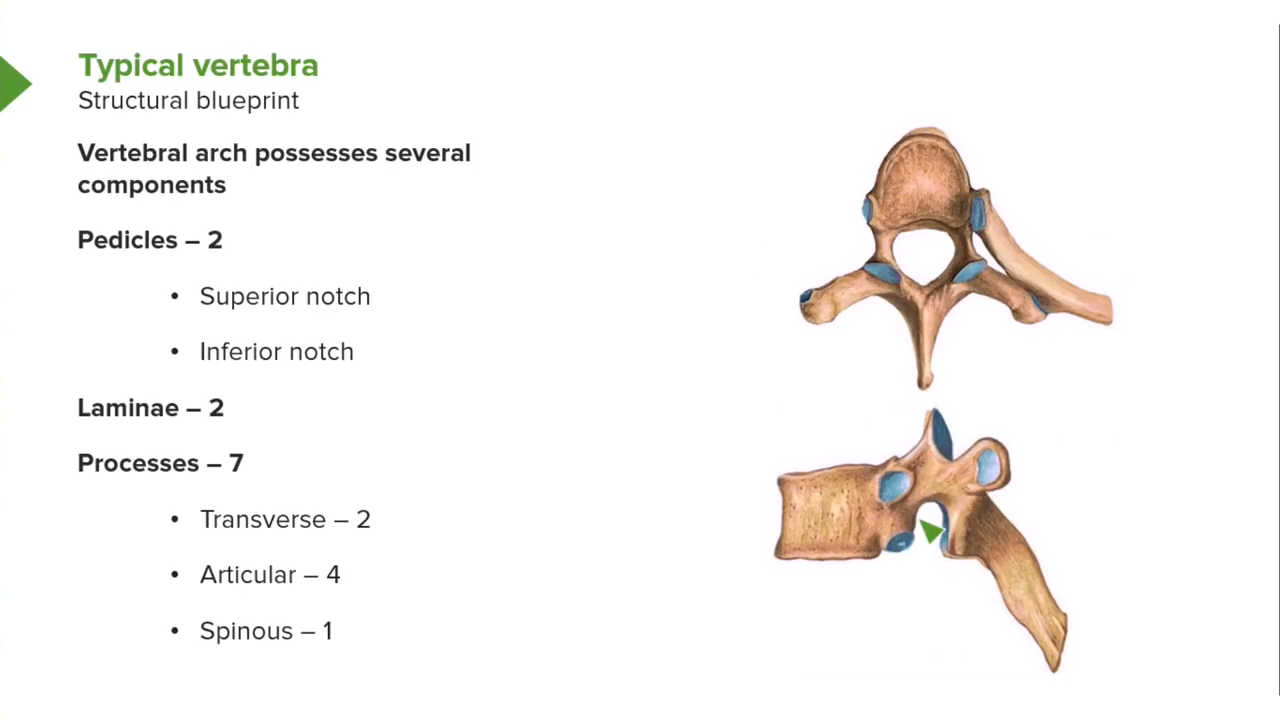 Typical vertebra
Structural blueprint
Vertebral arch possesses several
components
Pedicles – 2
• Superior notch
• Inferior notch
Laminae – 2
Processes – 7
• Transverse – 2
• Articular – 4
• Spinous – 1